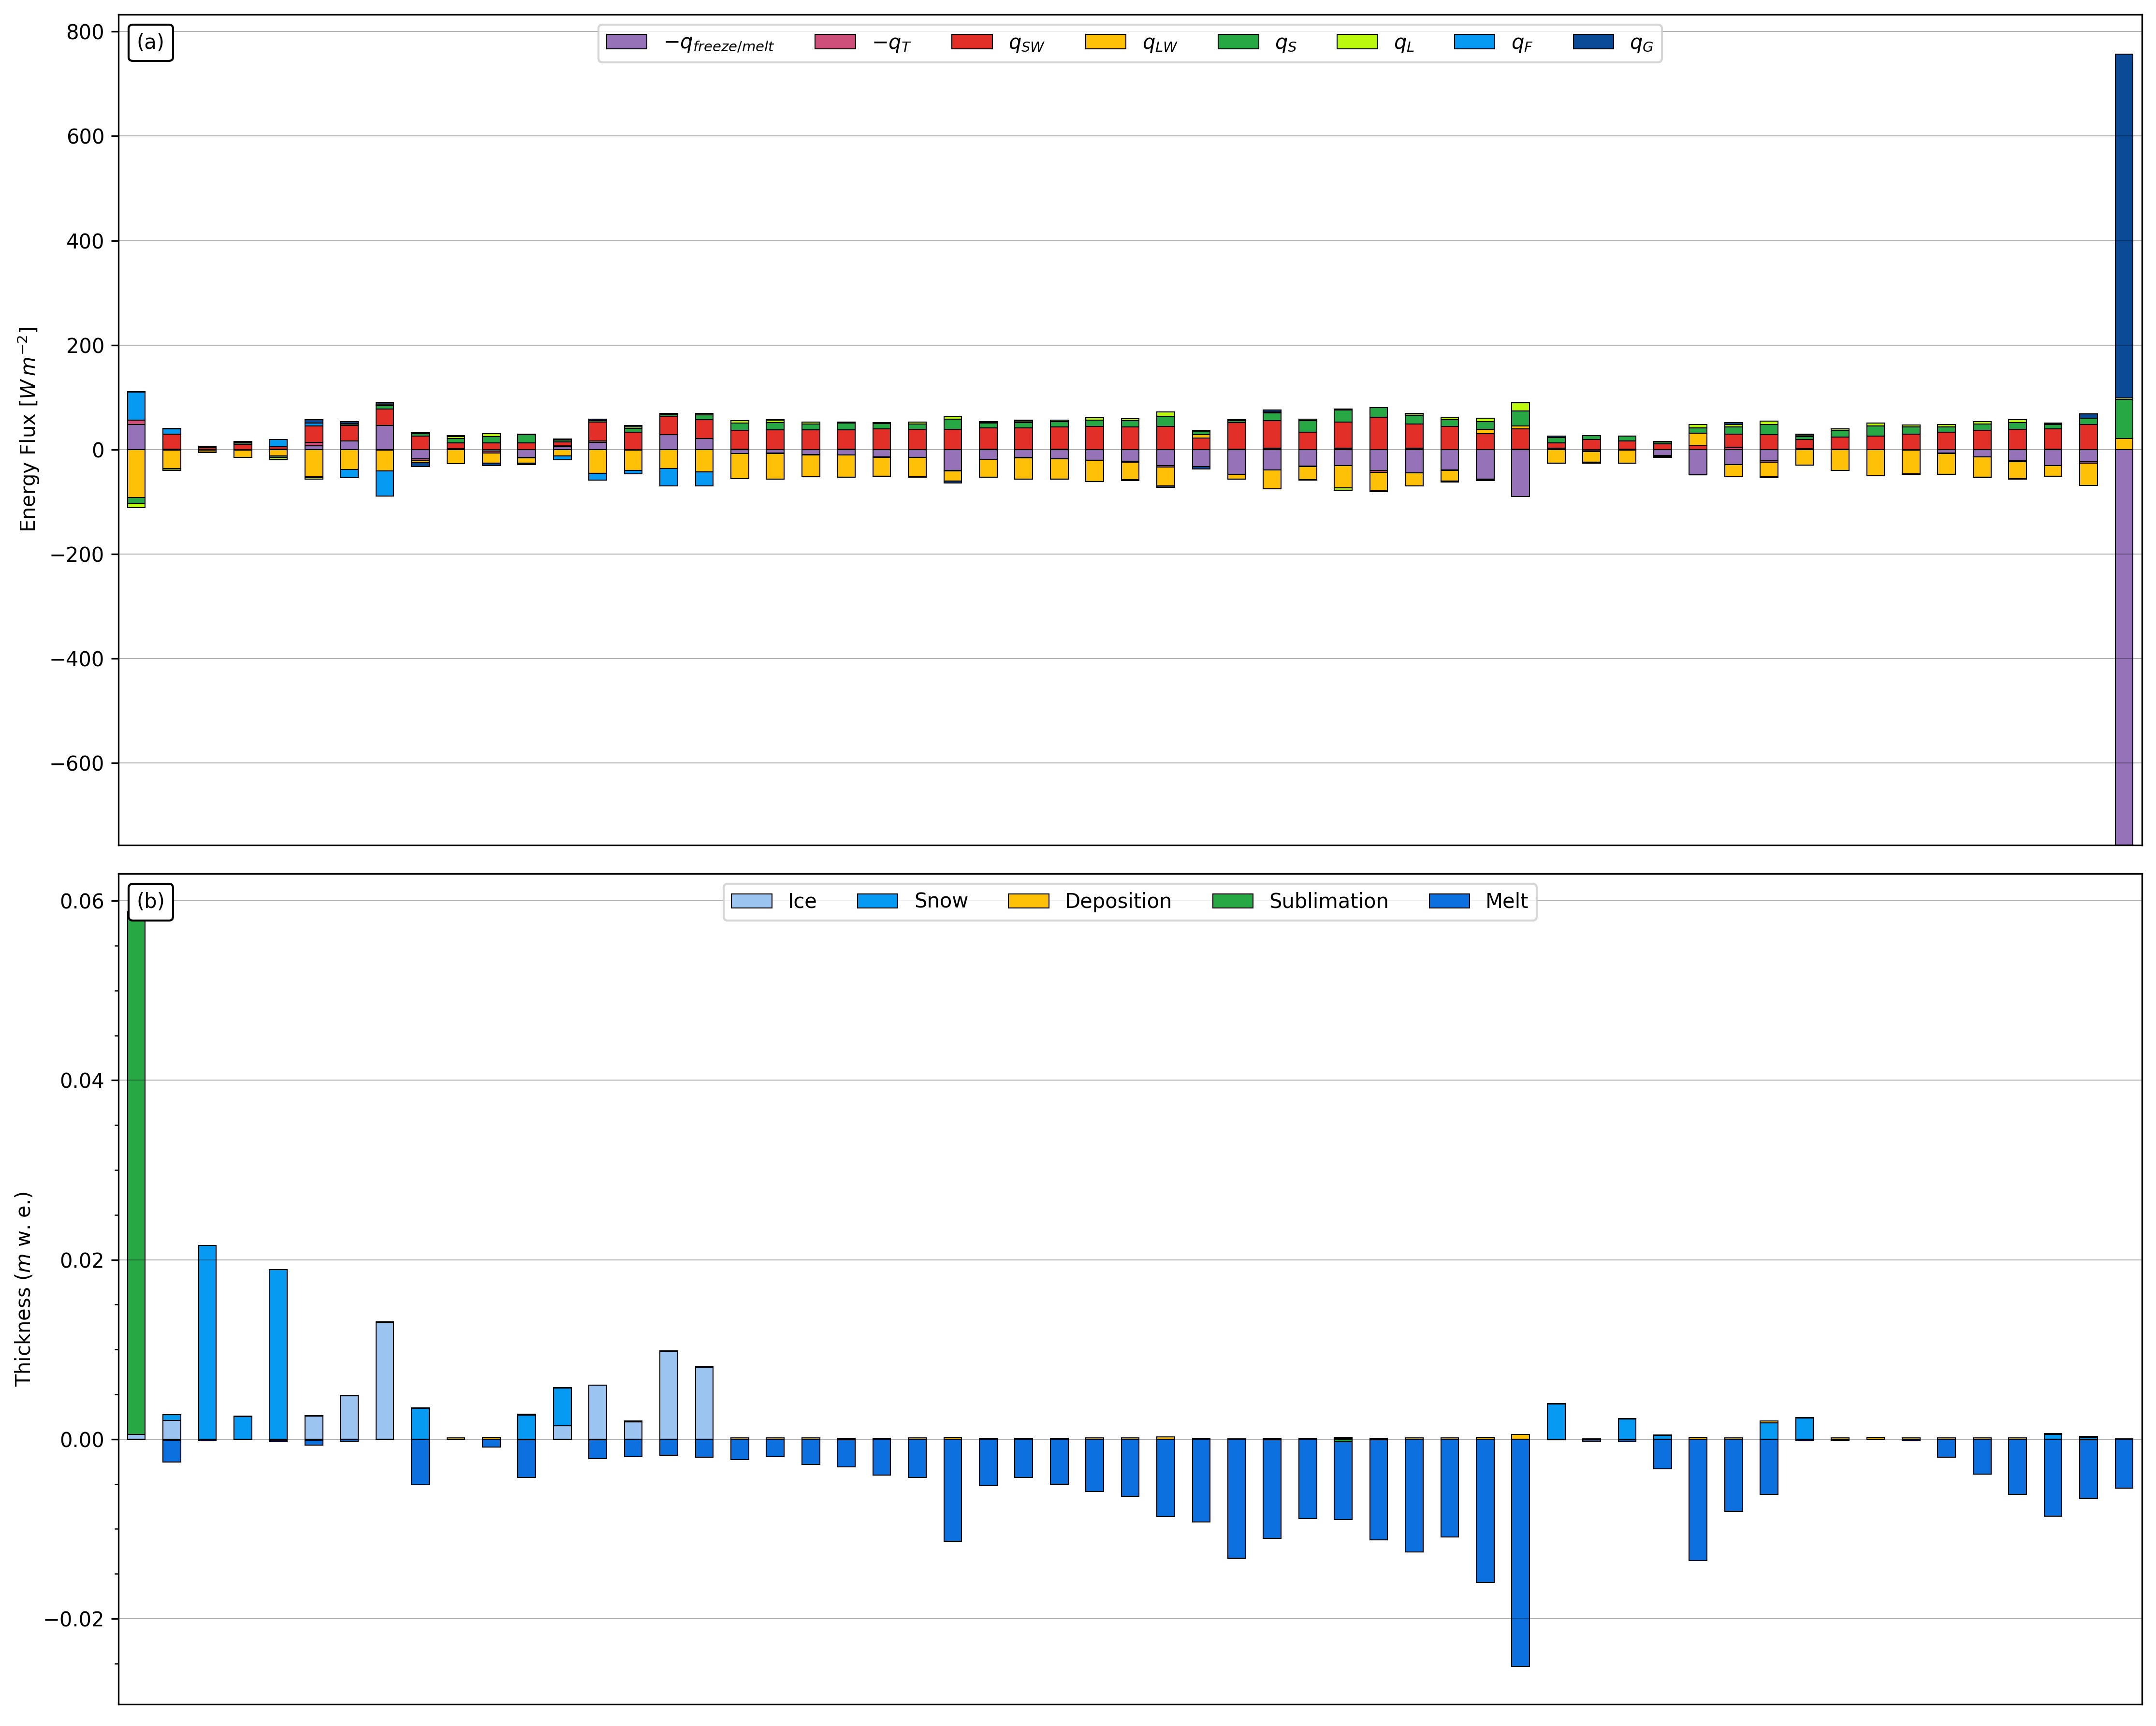 (a)
−q_freeze/melt −q_T q_SW q_LW q_S q_L q_F q_G
800
600
400
200
0
−200
−400
−600
Energy Flux [W m⁻²]
(b)
Ice Snow Deposition Sublimation Melt
0.06
0.04
0.02
0.00
−0.02
Thickness (m w. e.)